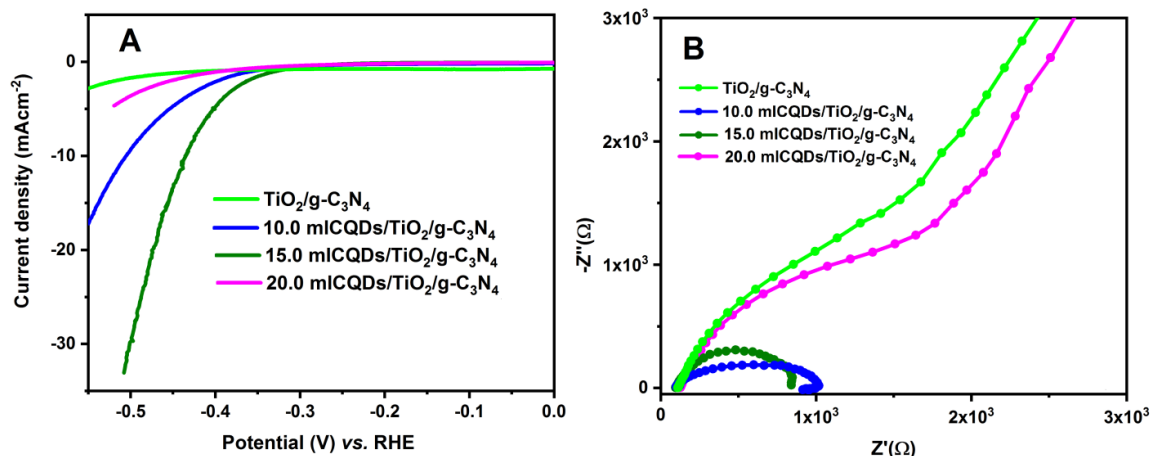 A
Current density (mAcm⁻²)
0
-10
-20
-30
TiO₂/g-C₃N₄
10.0 mlCQDs/TiO₂/g-C₃N₄
15.0 mlCQDs/TiO₂/g-C₃N₄
20.0 mlCQDs/TiO₂/g-C₃N₄
-0.5
-0.4
-0.3
-0.2
-0.1
0.0
Potential (V) vs. RHE
B
-Z''(Ω)
3x10³
2x10³
1x10³
0
TiO₂/g-C₃N₄
10.0 mlCQDs/TiO₂/g-C₃N₄
15.0 mlCQDs/TiO₂/g-C₃N₄
20.0 mlCQDs/TiO₂/g-C₃N₄
0
1x10³
2x10³
3x10³
Z'(Ω)